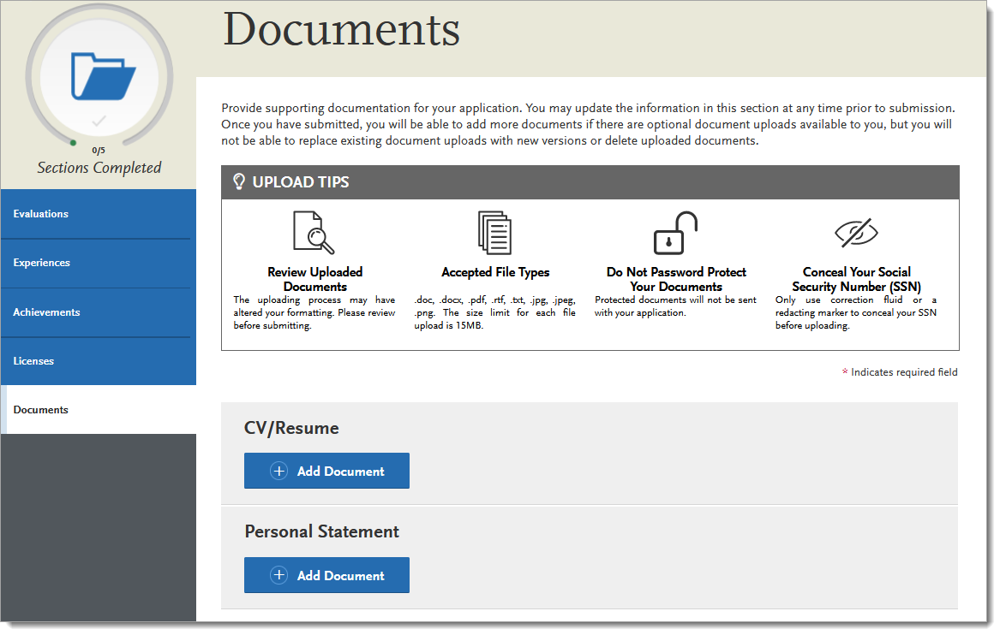 Documents
0/5
Sections Completed
Evaluations
Experiences
Achievements
Licenses
Documents
Provide supporting documentation for your application. You may update the information in this section at any time prior to submission.
Once you have submitted, you will be able to add more documents if there are optional document uploads available to you, but you will
not be able to replace existing document uploads with new versions or delete uploaded documents.
UPLOAD TIPS
Review Uploaded
Documents
The uploading process may have
altered your formatting. Please review
before submitting.
Accepted File Types
.doc, .docx, .pdf, .rtf, .txt, .jpg, .jpeg,
.png. The size limit for each file
upload is 15MB.
Do Not Password Protect
Your Documents
Protected documents will not be sent
with your application.
Conceal Your Social
Security Number (SSN)
Only use correction fluid or a
redacting marker to conceal your SSN
before uploading.
* Indicates required field
CV/Resume
Add Document
Personal Statement
Add Document